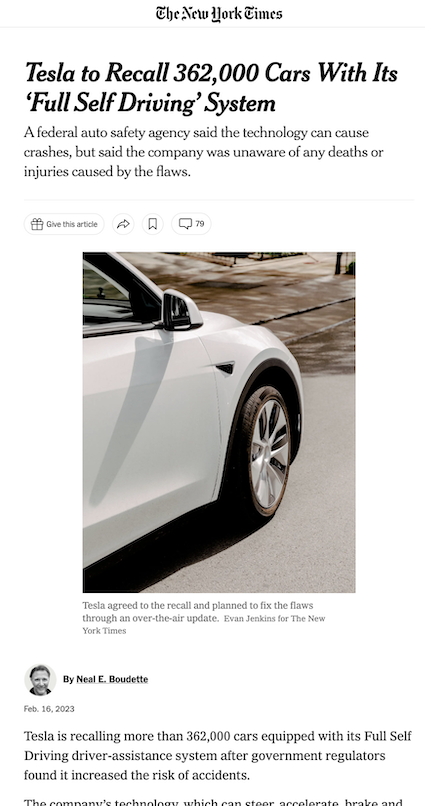 The New York Times
Tesla to Recall 362,000 Cars With Its
‘Full Self Driving’ System
A federal auto safety agency said the technology can cause
crashes, but said the company was unaware of any deaths or
injuries caused by the flaws.
Give this article
79
Tesla agreed to the recall and planned to fix the flaws
through an over-the-air update. Evan Jenkins for The New
York Times
By Neal E. Boudette
Feb. 16, 2023
Tesla is recalling more than 362,000 cars equipped with its Full Self
Driving driver-assistance system after government regulators
found it increased the risk of accidents.
The company’s technology, which can steer, accelerate, brake and